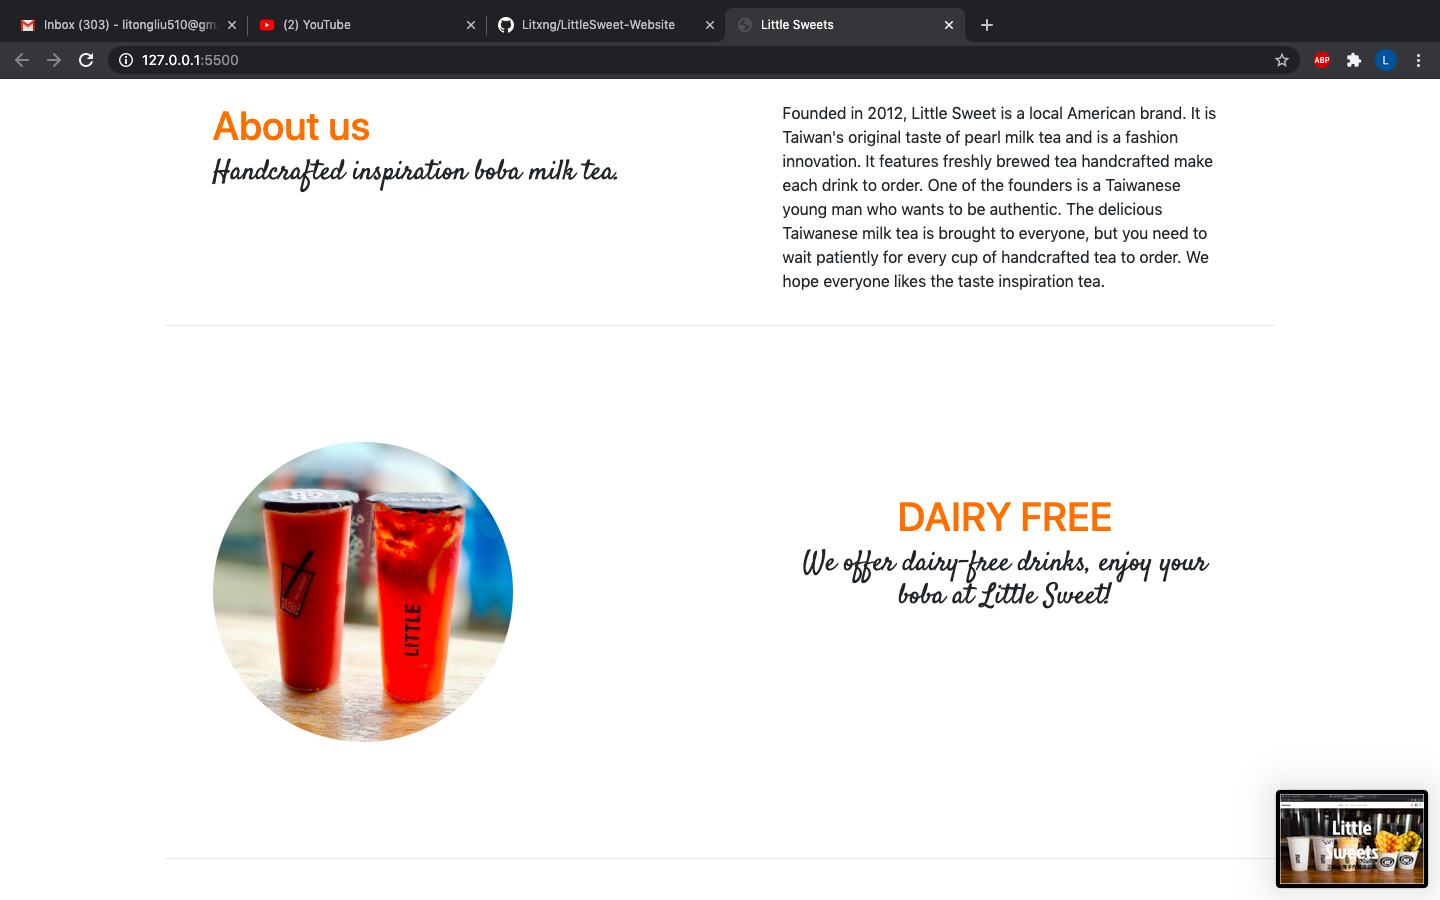 Inbox (303) - litongliu510@gm
(2) YouTube
Litxng/LittleSweet-Website
Little Sweets
127.0.0.1:5500
ABP
L
About us
Handcrafted inspiration boba milk tea.
Founded in 2012, Little Sweet is a local American brand. It is
Taiwan's original taste of pearl milk tea and is a fashion
innovation. It features freshly brewed tea handcrafted make
each drink to order. One of the founders is a Taiwanese
young man who wants to be authentic. The delicious
Taiwanese milk tea is brought to everyone, but you need to
wait patiently for every cup of handcrafted tea to order. We
hope everyone likes the taste inspiration tea.
LITTLE
DAIRY FREE
We offer dairy-free drinks, enjoy your
boba at Little Sweet!
Little
Sweets